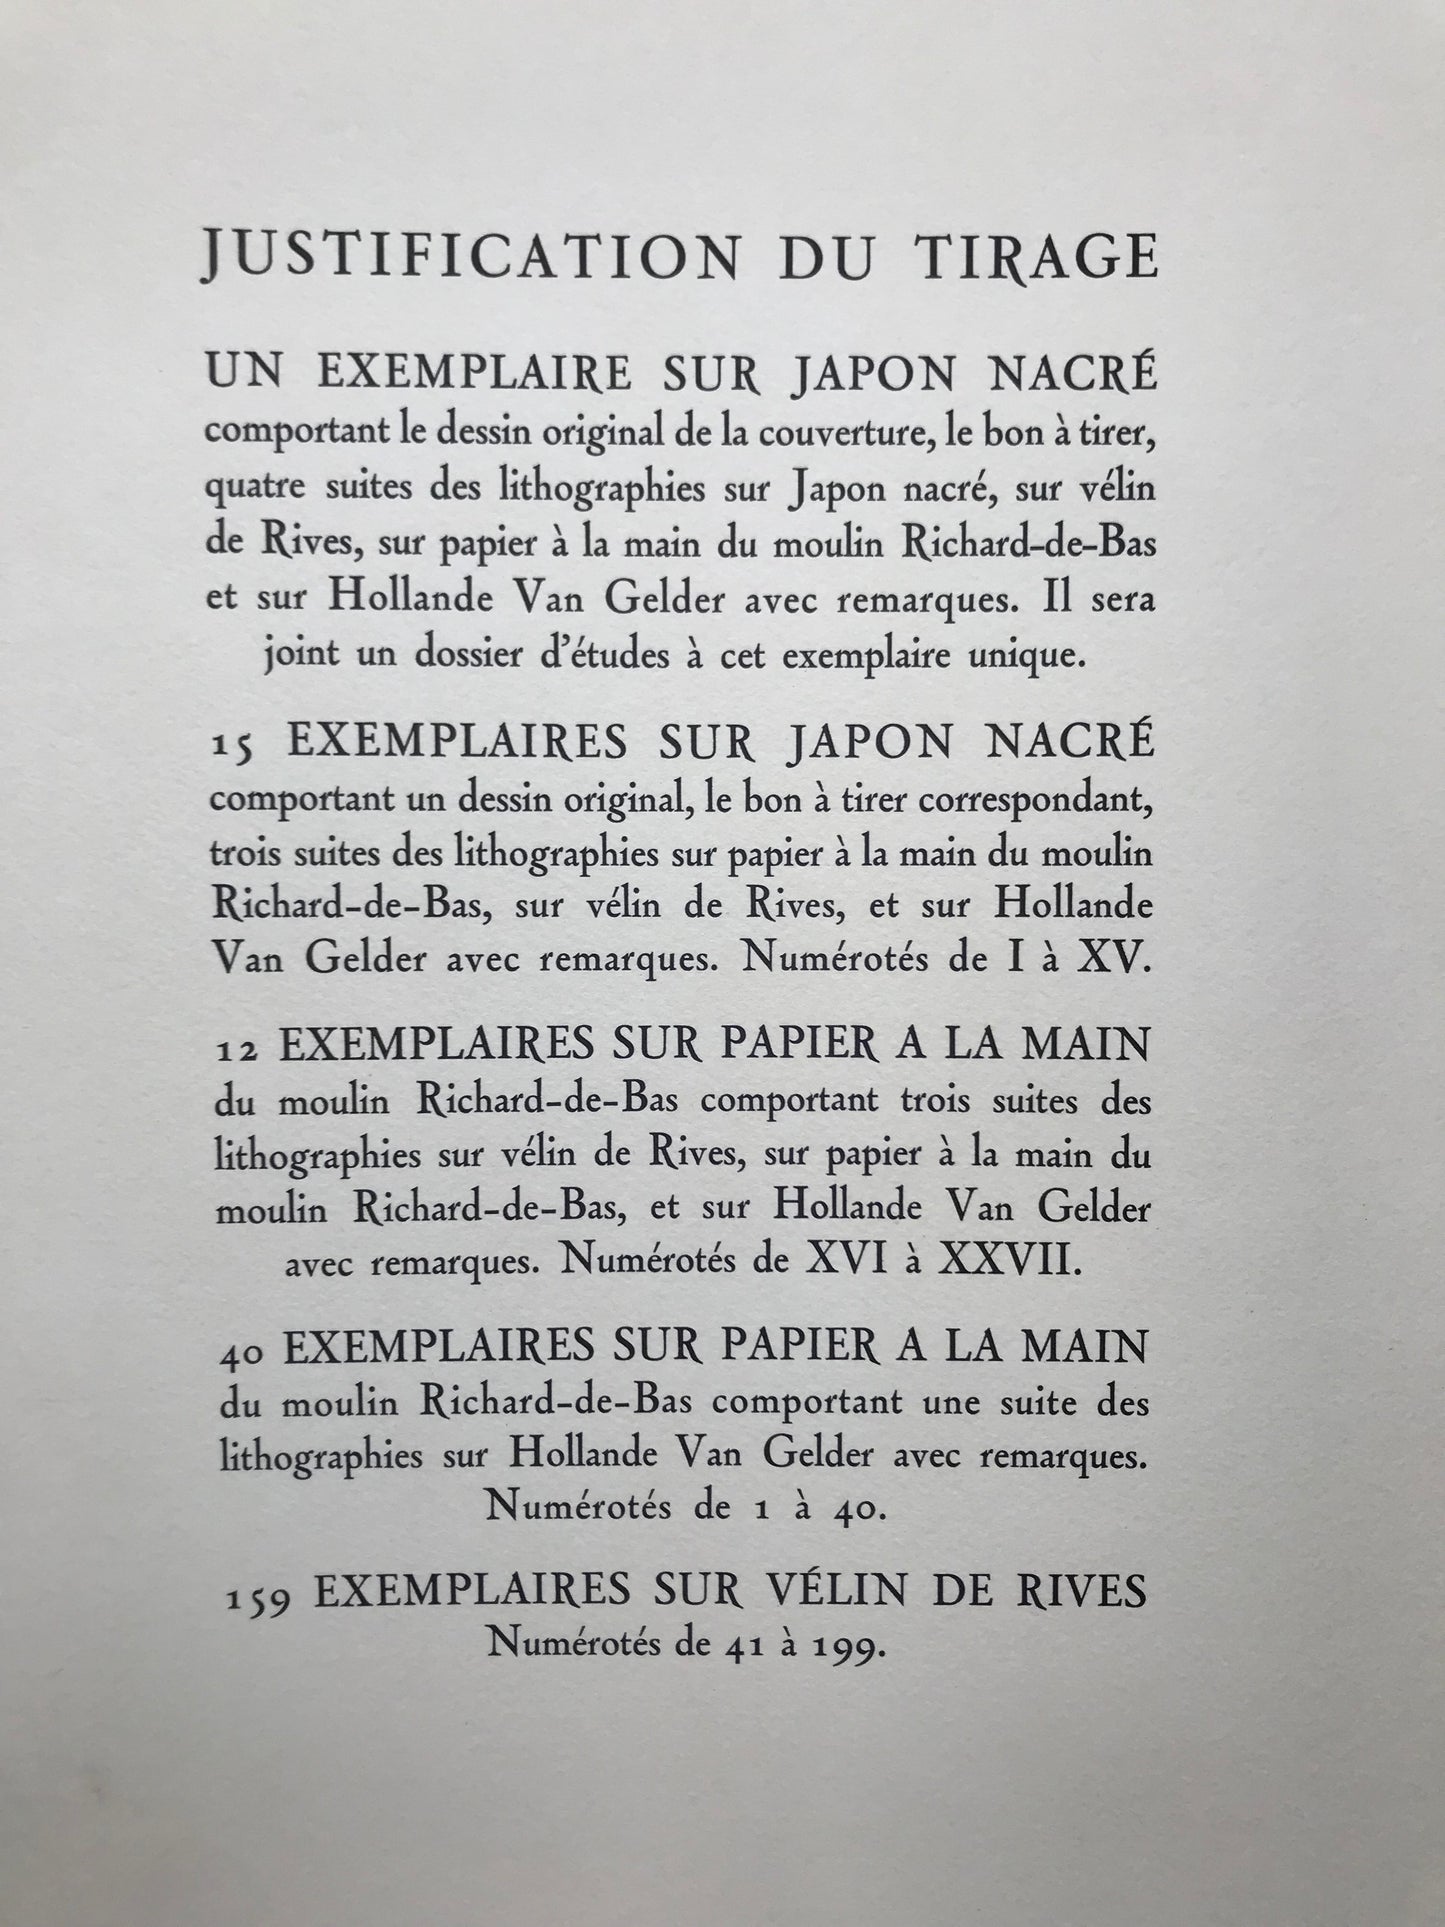 JUSTIFICATION DU TIRAGE
UN EXEMPLAIRE SUR JAPON NACRÉ
comportant le dessin original de la couverture, le bon à tirer,
quatre suites des lithographies sur Japon nacré, sur vélin
de Rives, sur papier à la main du moulin Richard-de-Bas
et sur Hollande Van Gelder avec remarques. Il sera
joint un dossier d'études à cet exemplaire unique.
15 EXEMPLAIRES SUR JAPON NACRÉ
comportant un dessin original, le bon à tirer correspondant,
trois suites des lithographies sur papier à la main du moulin
Richard-de-Bas, sur vélin de Rives, et sur Hollande
Van Gelder avec remarques. Numérotés de I à XV.
12 EXEMPLAIRES SUR PAPIER A LA MAIN
du moulin Richard-de-Bas comportant trois suites des
lithographies sur vélin de Rives, sur papier à la main du
moulin Richard-de-Bas, et sur Hollande Van Gelder
avec remarques. Numérotés de XVI à XXVII.
40 EXEMPLAIRES SUR PAPIER A LA MAIN
du moulin Richard-de-Bas comportant une suite des
lithographies sur Hollande Van Gelder avec remarques.
Numérotés de 1 à 40.
159 EXEMPLAIRES SUR VÉLIN DE RIVES
Numérotés de 41 à 199.